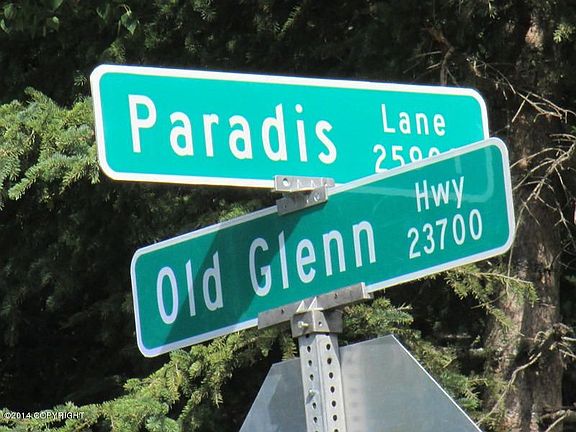 Paradis Lane
Old Glenn Hwy
23700
©2014 COPYRIGHT